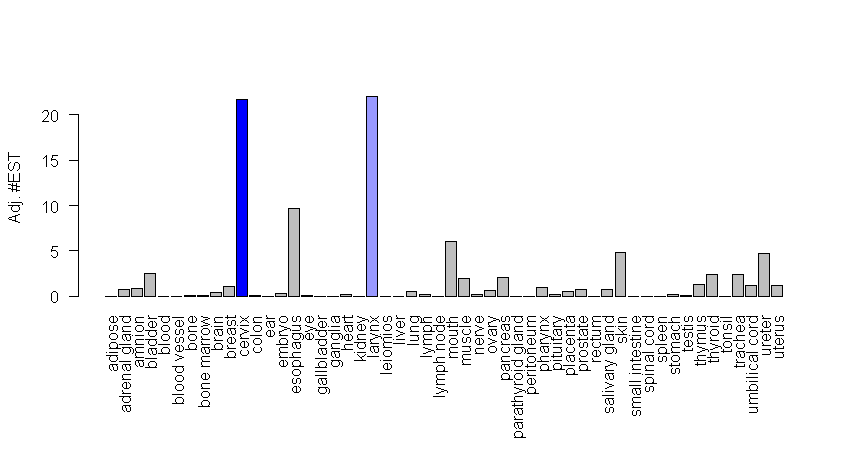 Adj. #EST
20
15
10
5
0
adipose
adrenal gland
amnion
bladder
blood
blood vessel
bone
bone marrow
brain
breast
cervix
colon
ear
embryo
esophagus
eye
gallbladder
ganglia
heart
kidney
larynx
leiomios
liver
lung
lymph
lymph node
mouth
muscle
nerve
ovary
pancreas
parathyroid gland
peritoneum
pharynx
pituitary
placenta
prostate
rectum
salivary gland
skin
small intestine
spinal cord
spleen
stomach
testis
thymus
thyroid
tonsil
trachea
umbilical cord
ureter
uterus